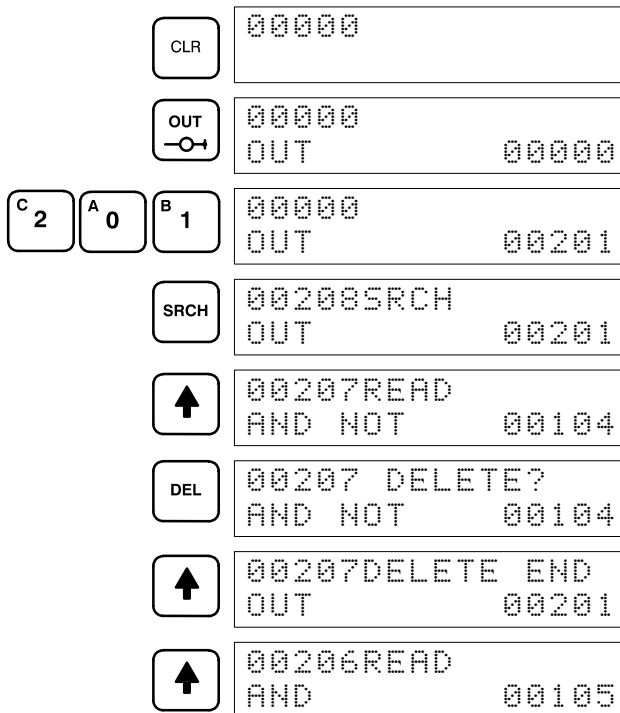 CLR
00000
OUT
00000
OUT 00000
C 2 A 0 B 1
00000
OUT 00201
SRCH
00208SRCH
OUT 00201
00207READ
AND NOT 00104
DEL
00207 DELETE?
AND NOT 00104
00207DELETE END
OUT 00201
00206READ
AND 00105